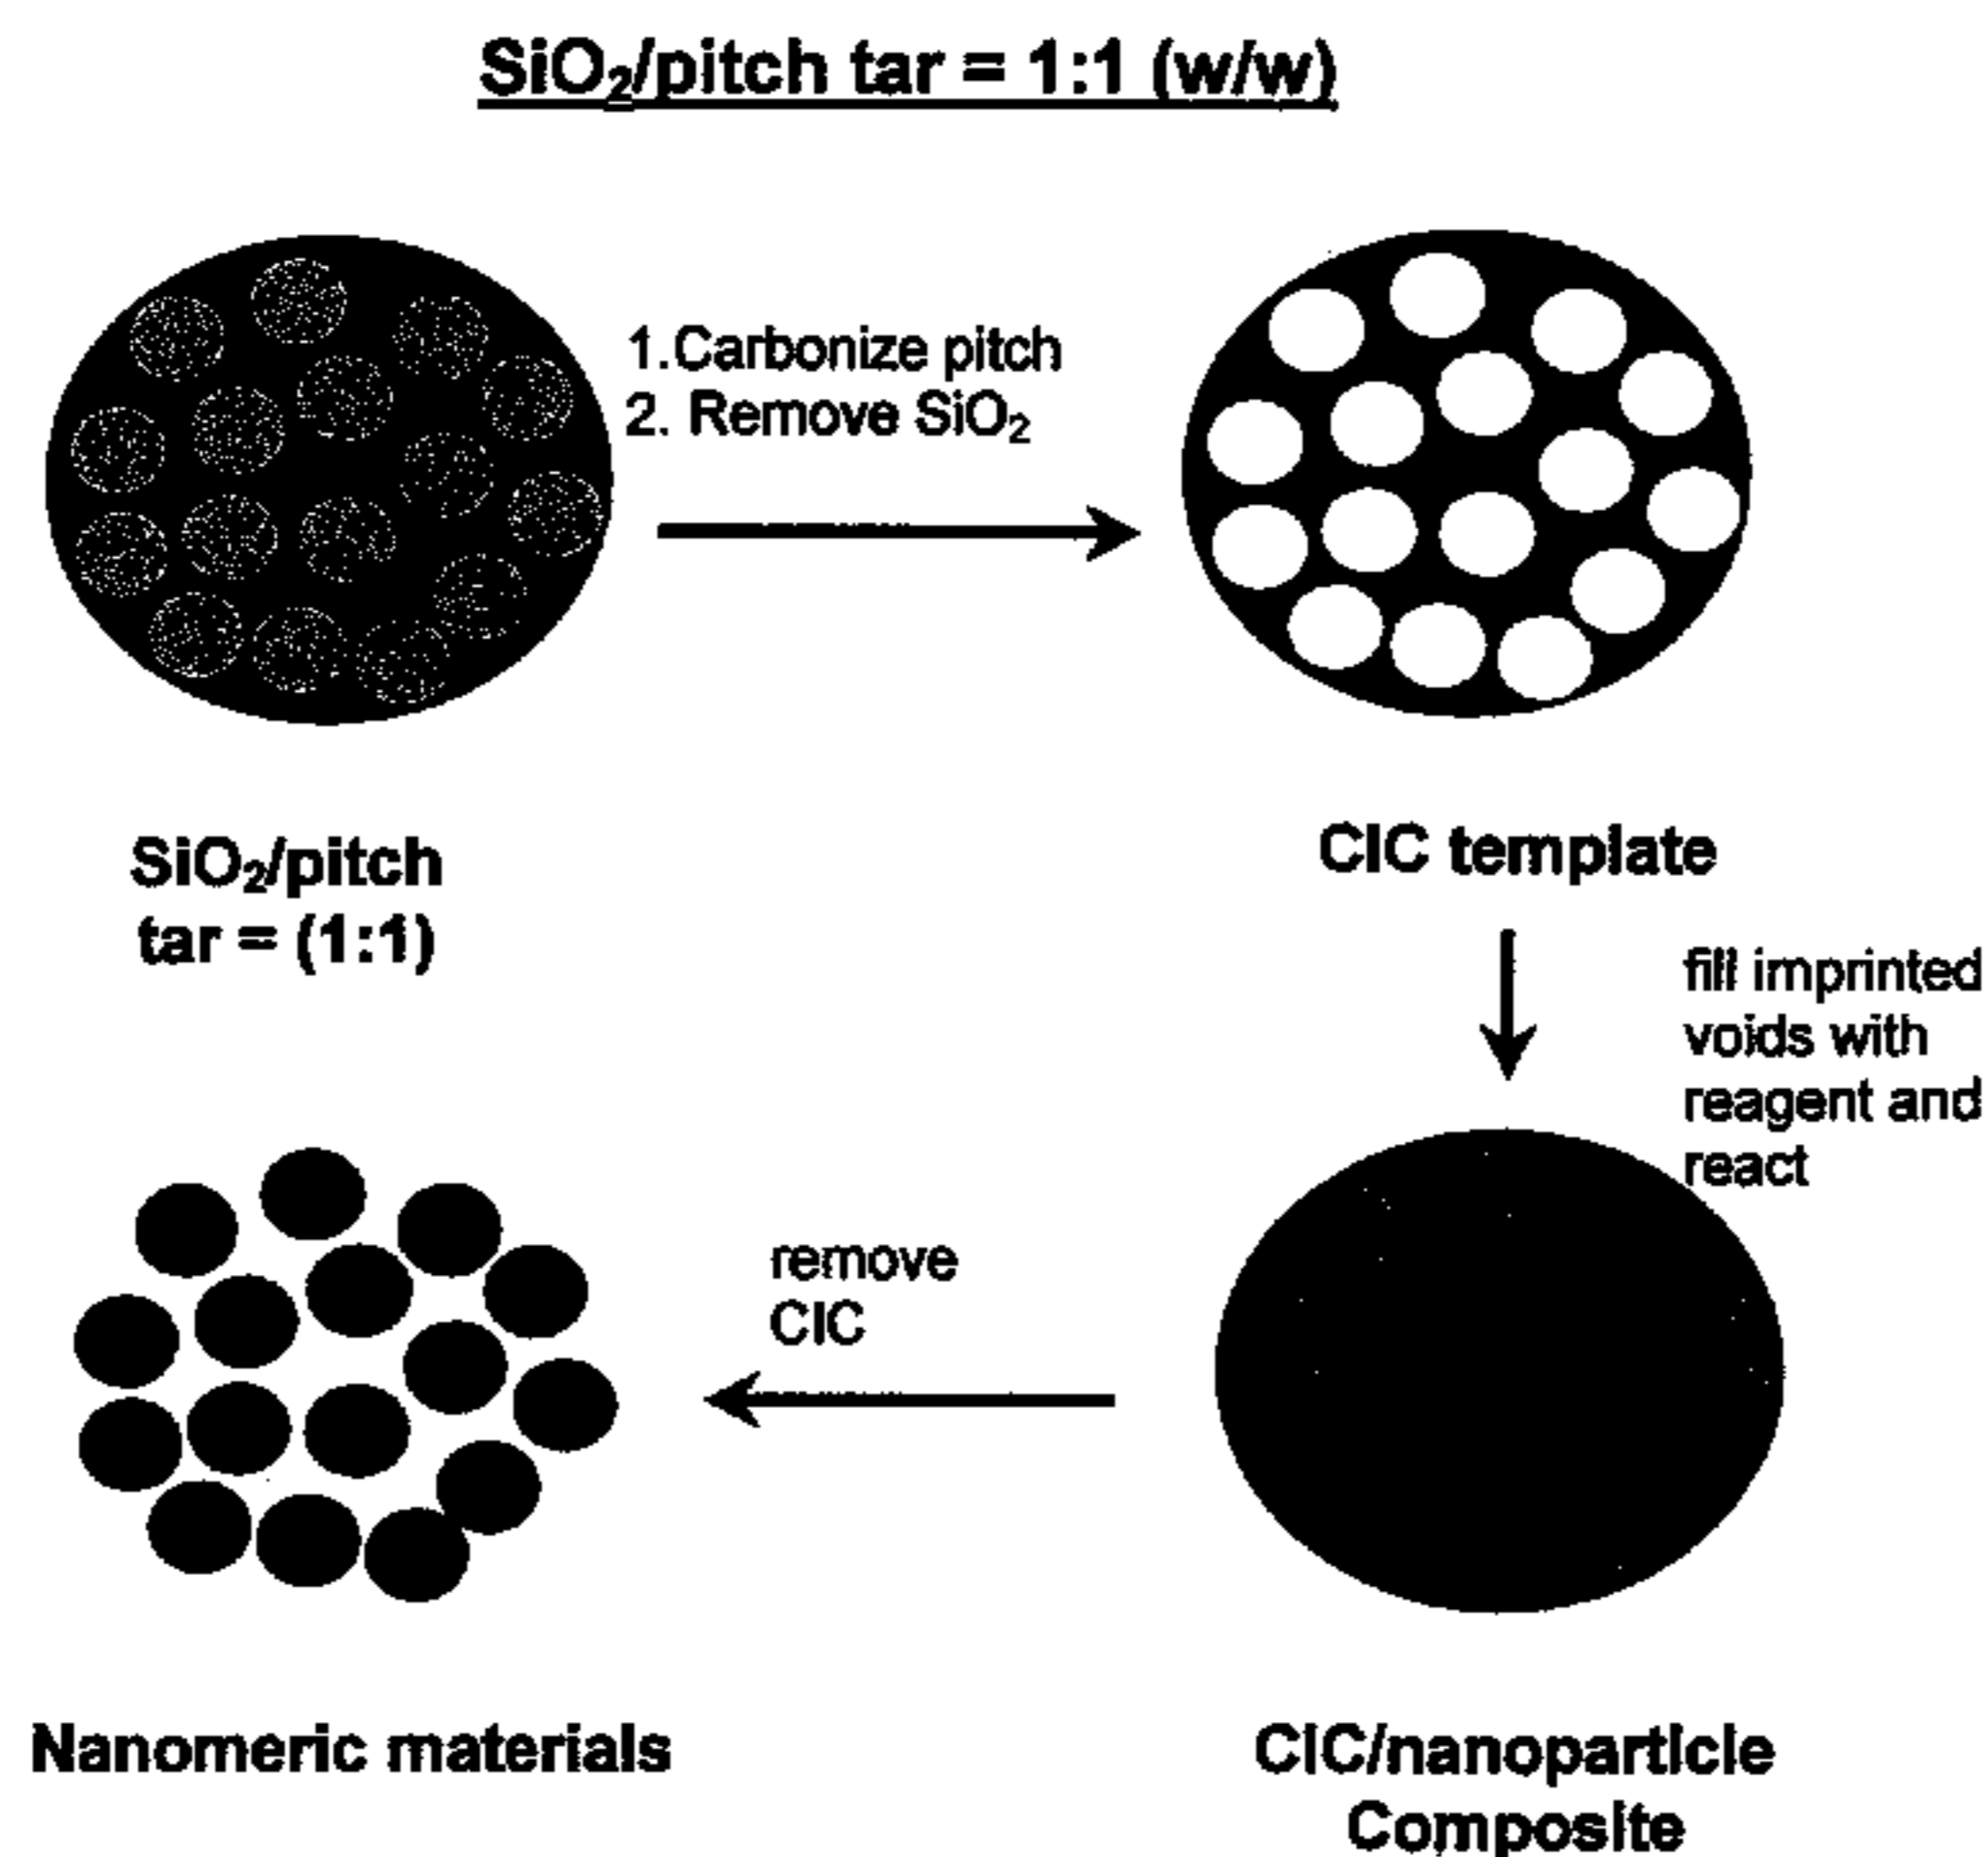 SiO₂/pitch tar = 1:1 (w/w)
1.Carbonize pitch
2. Remove SiO₂
SiO₂/pitch
tar = (1:1)
CIC template
fill imprinted
voids with
reagent and
react
remove
CIC
Nanomeric materials
CIC/nanoparticle
Composite